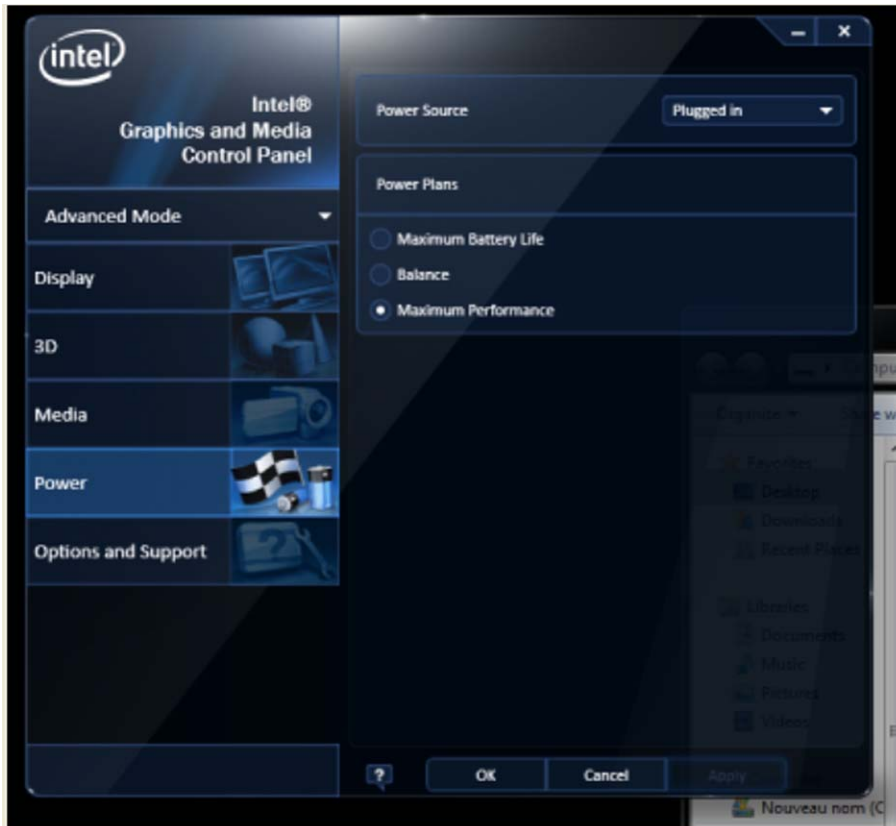 intel
Intel®
Graphics and Media
Control Panel
Advanced Mode
Display
3D
Media
Power
Options and Support
Power Source
Plugged in
Power Plans
Maximum Battery Life
Balance
Maximum Performance
?
OK
Cancel
Apply
Organize
Favorites
Desktop
Downloads
Recent Places
Libraries
Documents
Music
Pictures
Videos
Nouveau nom (C